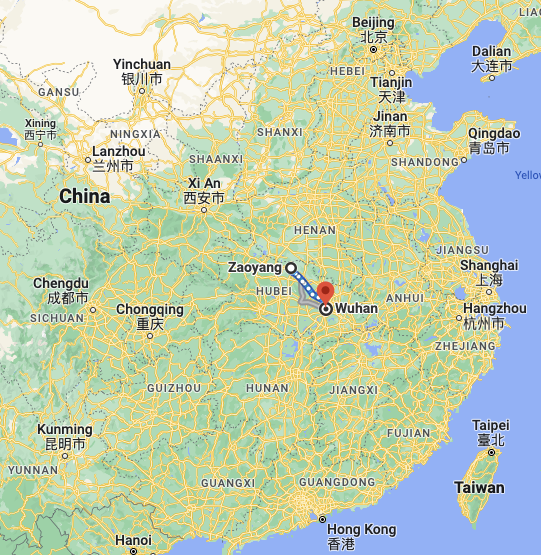 LIAO
Beijing
北京
Dalian
大连市
Yinchuan
银川市
HEBEI
Tianjin
天津
GANSU
Xining
西宁市
NINGXIA
SHANXI
Jinan
济南市
Qingdao
青岛市
Lanzhou
兰州市
SHAANXI
SHANDONG
Xi An
西安市
Yellow
China
HENAN
JIANGSU
Zaoyang
Shanghai
上海
Chengdu
成都市
HUBEI
ANHUI
Wuhan
Hangzhou
杭州市
Chongqing
重庆
SICHUAN
ZHEJIANG
GUIZHOU
HUNAN
JIANGXI
Kunming
昆明市
FUJIAN
Taipei
臺北
YUNNAN
GUANGXI
GUANGDONG
Taiwan
Hanoi
Hong Kong
香港